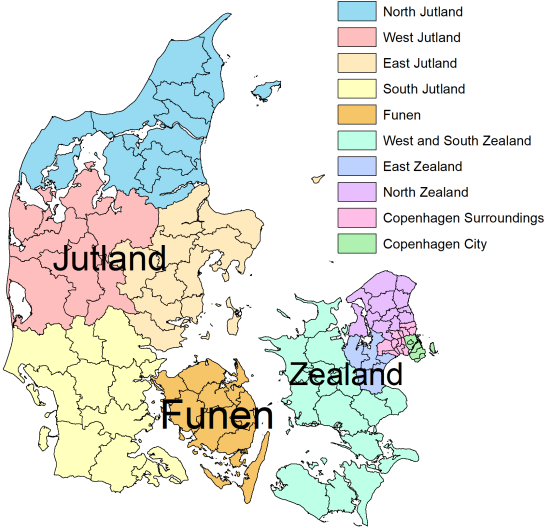 North Jutland
West Jutland
East Jutland
South Jutland
Funen
West and South Zealand
East Zealand
North Zealand
Copenhagen Surroundings
Copenhagen City
Jutland
Zealand
Funen